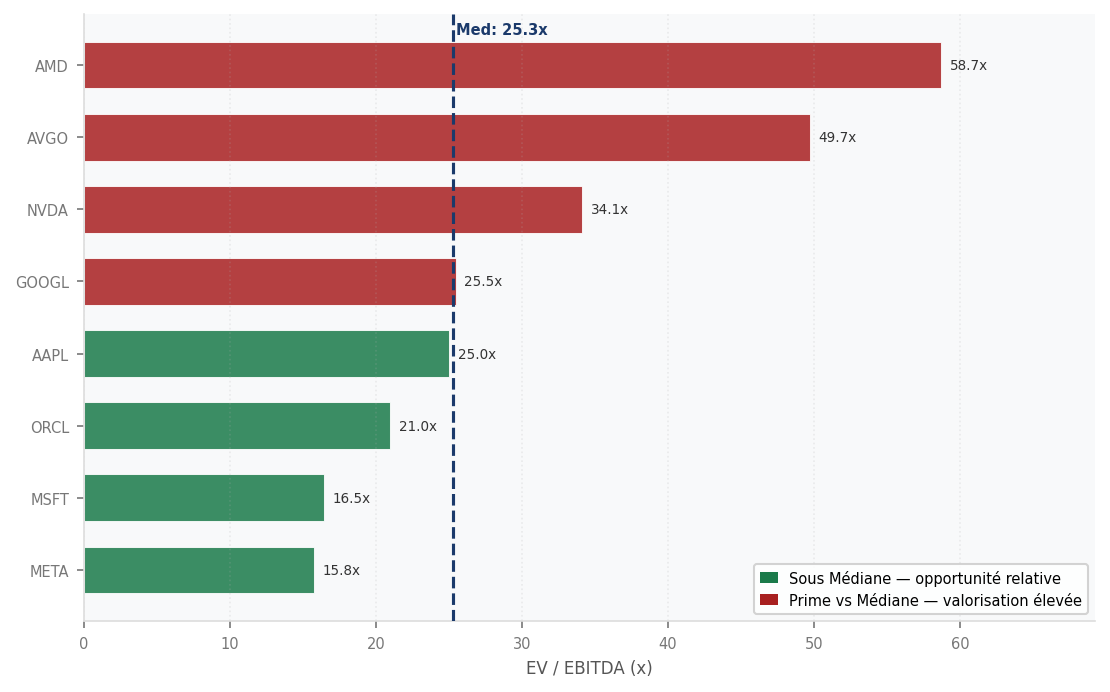 Med: 25.3x
AMD 58.7x
AVGO 49.7x
NVDA 34.1x
GOOGL 25.5x
AAPL 25.0x
ORCL 21.0x
MSFT 16.5x
META 15.8x
Sous Médiane — opportunité relative
Prime vs Médiane — valorisation élevée
0 10 20 30 40 50 60
EV / EBITDA (x)